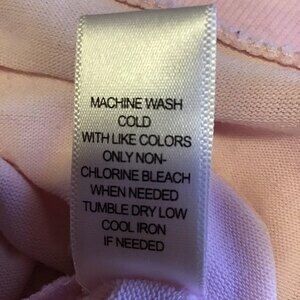 MACHINE WASH
COLD
WITH LIKE COLORS
ONLY NON-
CHLORINE BLEACH
WHEN NEEDED
TUMBLE DRY LOW
COOL IRON
IF NEEDED